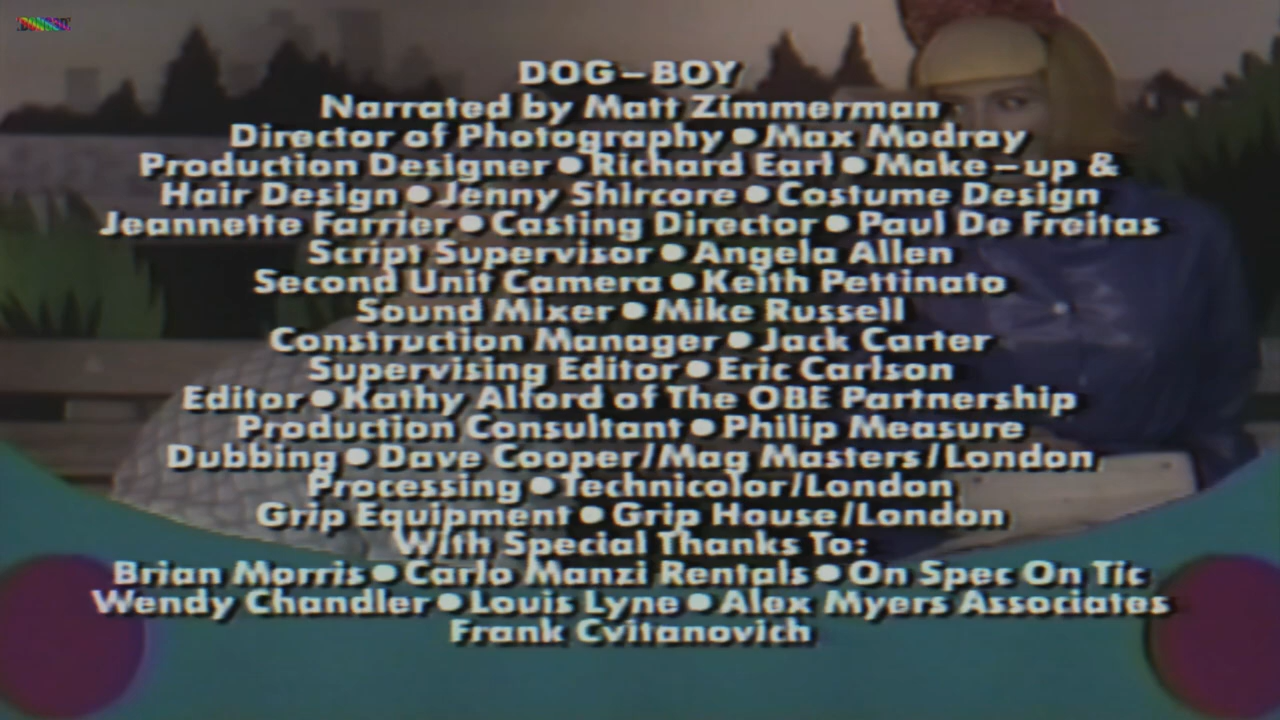 DOG-BOY
Narrated by Matt Zimmerman
Director of Photography • Max Modray
Production Designer • Richard Earl • Make-up &
Hair Design • Jenny Shircore • Costume Design
Jeannette Farrier • Casting Director • Paul De Freitas
Script Supervisor • Angela Allen
Second Unit Camera • Keith Pettinato
Sound Mixer • Mike Russell
Construction Manager • Jack Carter
Supervising Editor • Eric Carlson
Editor • Kathy Alford of The OBE Partnership
Production Consultant • Philip Measure
Dubbing • Dave Cooper/Mag Masters/London
Processing • Technicolor/London
Grip Equipment • Grip House/London
With Special Thanks To:
Brian Morris • Carlo Manzi Rentals • On Spec On Tic
Wendy Chandler • Louis Lyne • Alex Myers Associates
Frank Cvitanovich